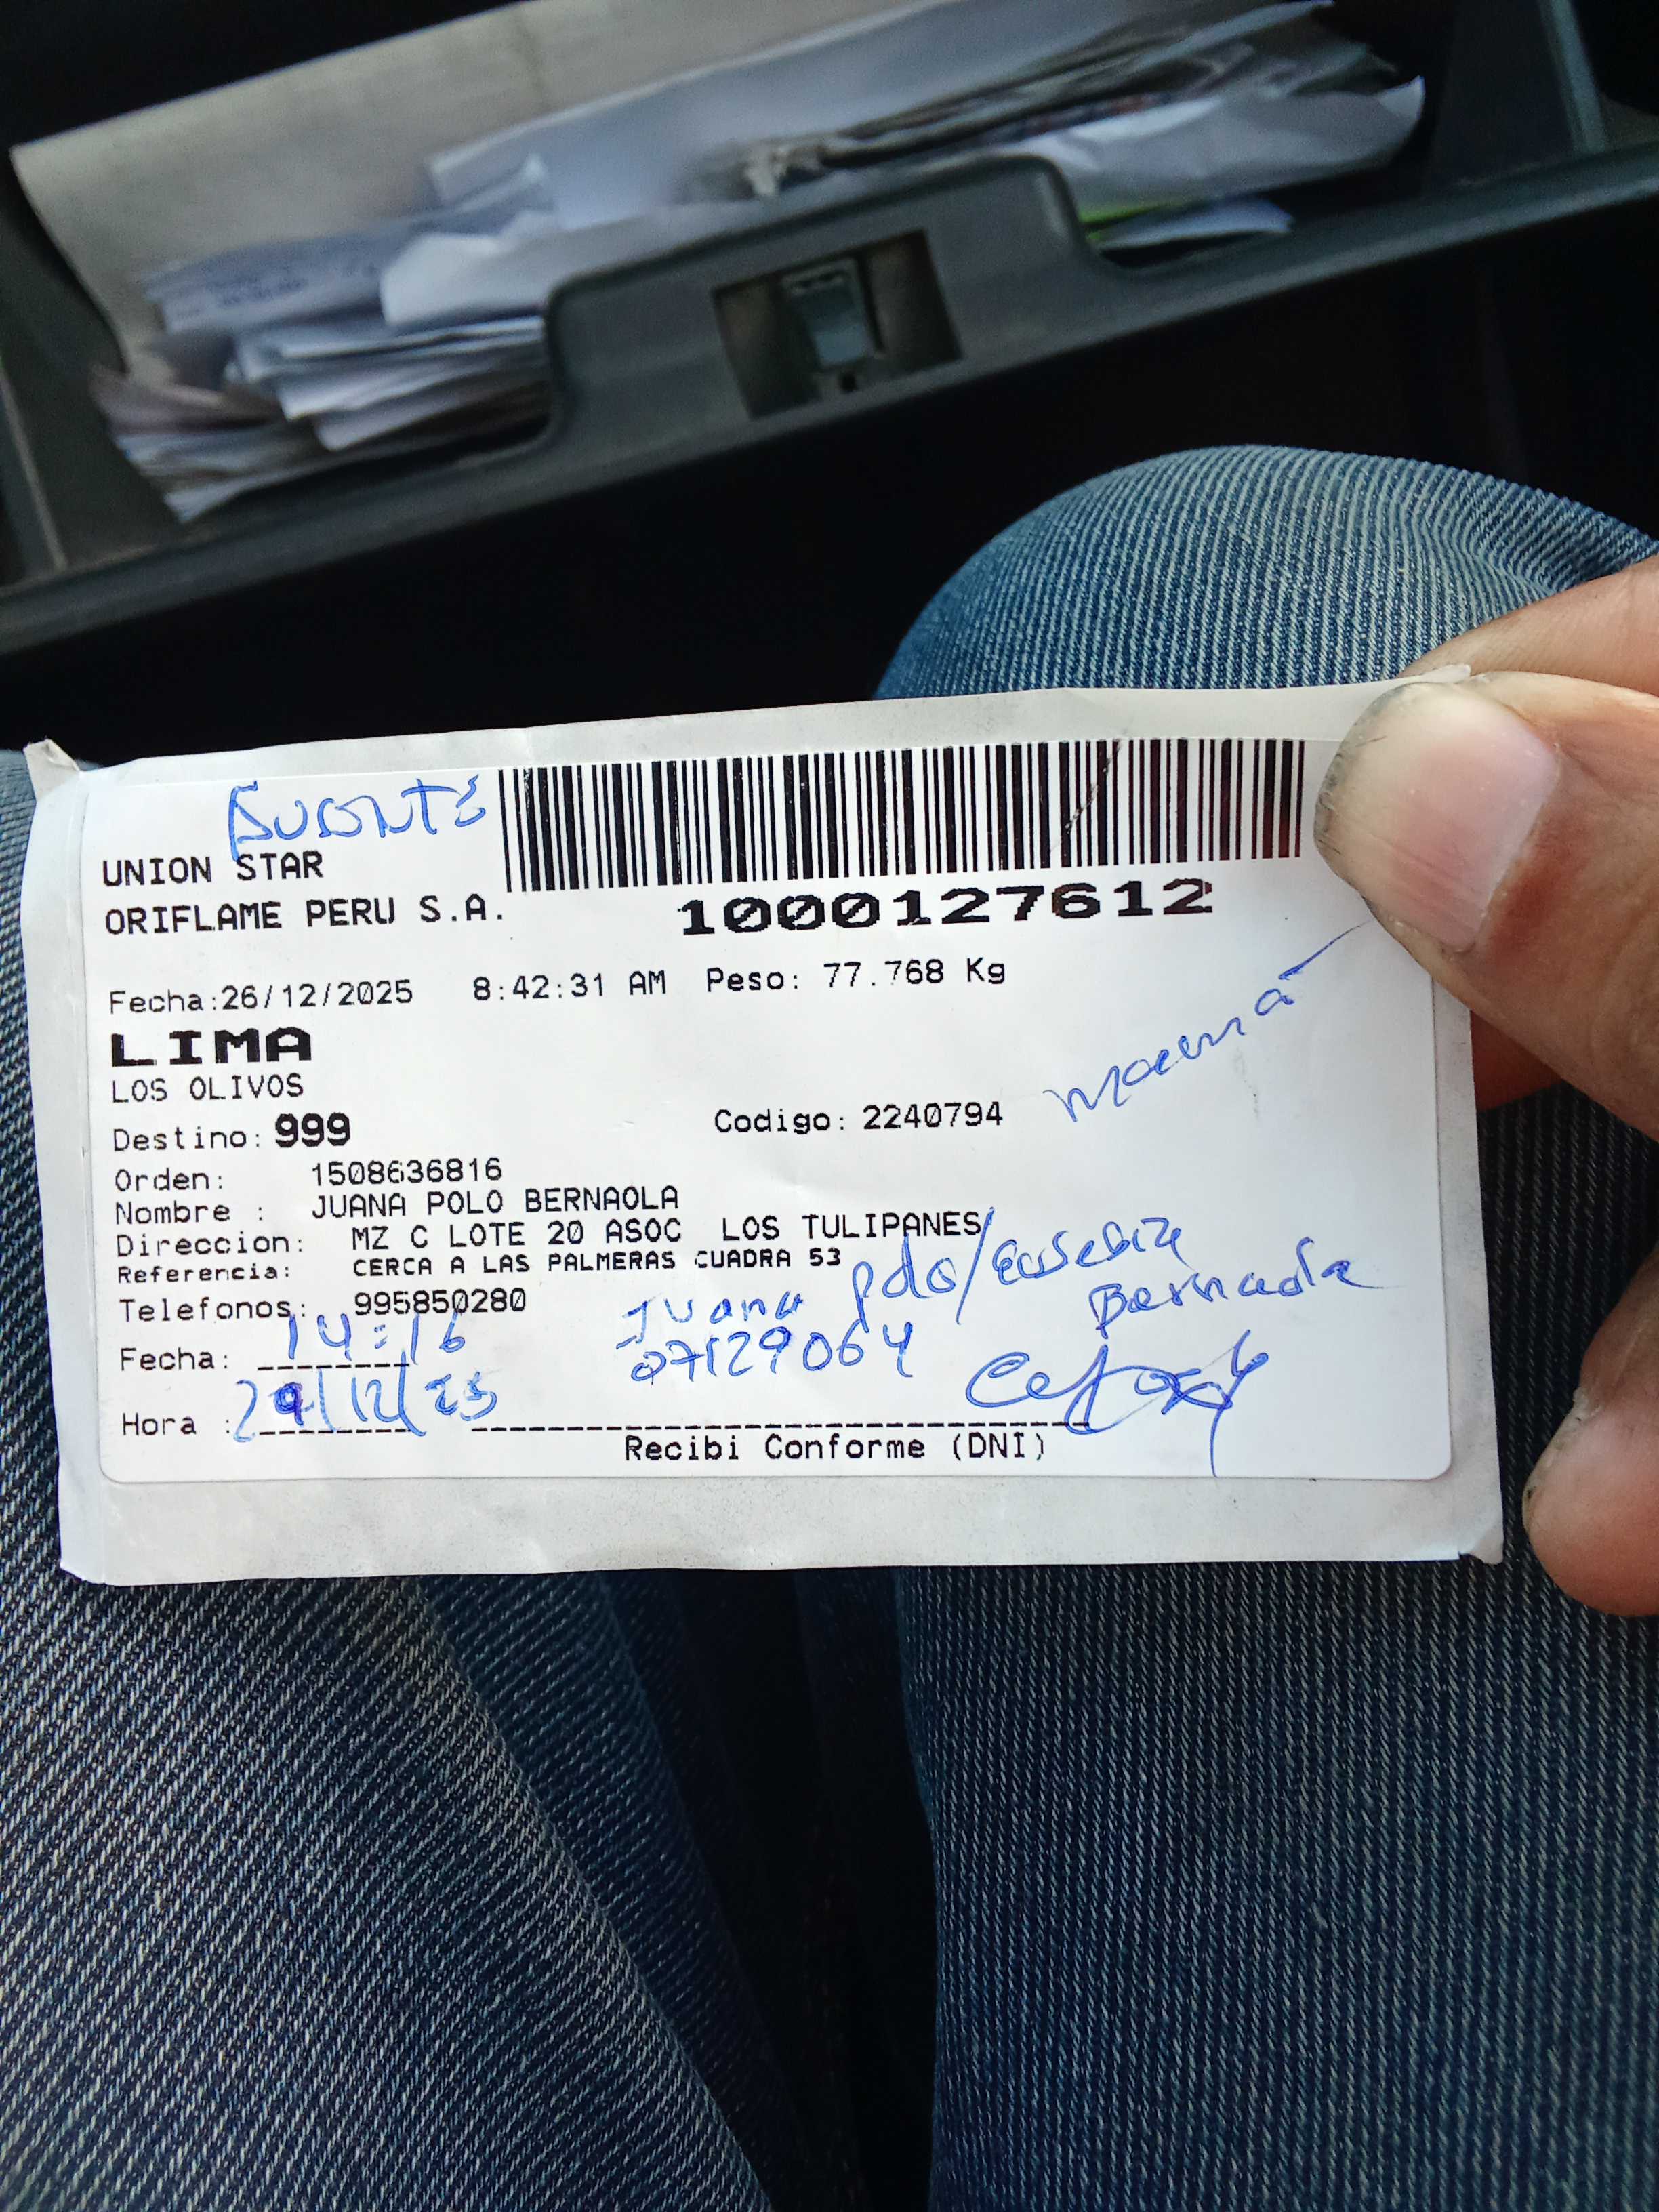 UNION STAR
ORIFLAME PERU S.A.
1000127612
Fecha:26/12/2025 8:42:31 AM Peso: 77.768 Kg
LIMA
LOS OLIVOS
Destino: 999 Codigo: 2240794
mamá
Orden: 1508636816
Nombre : JUANA POLO BERNAOLA
Direccion: MZ C LOTE 20 ASOC LOS TULIPANES
Referencia: CERCA A LAS PALMERAS CUADRA 53
Telefonos: 995850280
Juana polo/Eusebia
Bernaola
Fecha: 14:16
07129064
Hora : 29/12/25
Recibi Conforme (DNI)